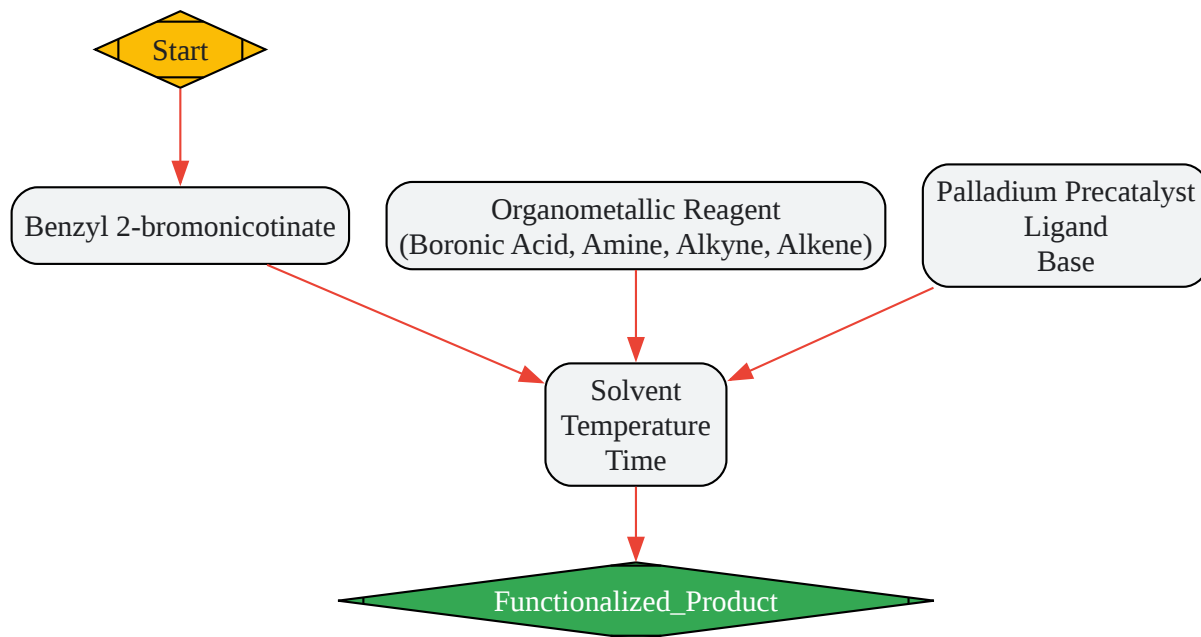 Start
Benzyl 2-bromonicotinate
Organometallic Reagent
(Boronic Acid, Amine, Alkyne, Alkene)
Palladium Precatalyst
Ligand
Base
Solvent
Temperature
Time
Functionalized_Product